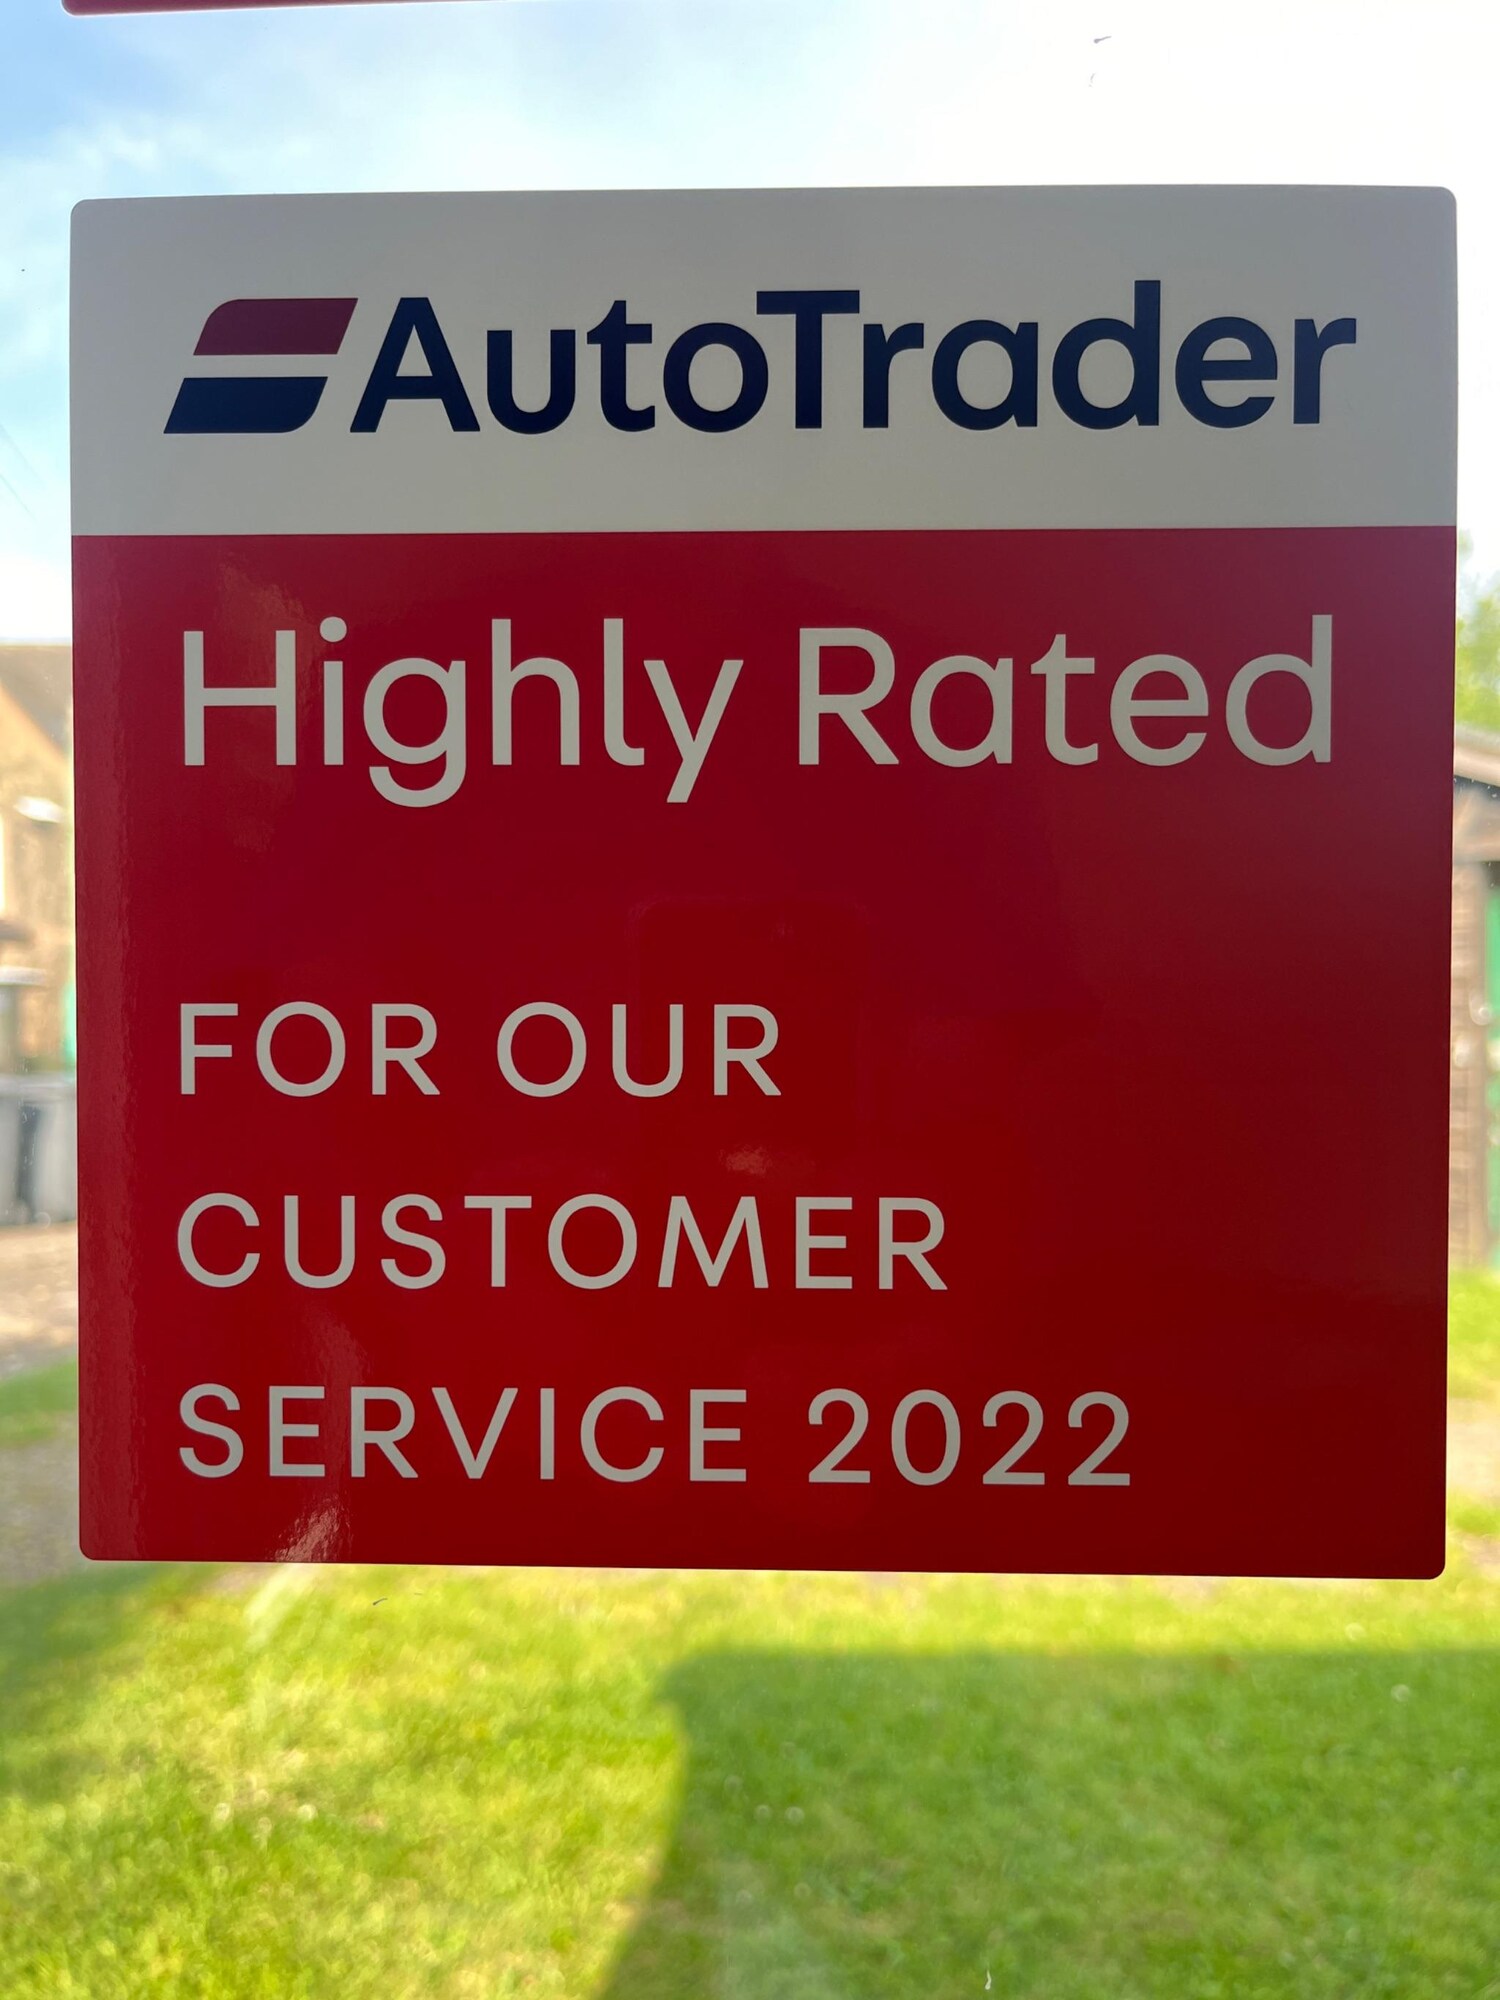 AutoTrader
Highly Rated
FOR OUR
CUSTOMER
SERVICE 2022